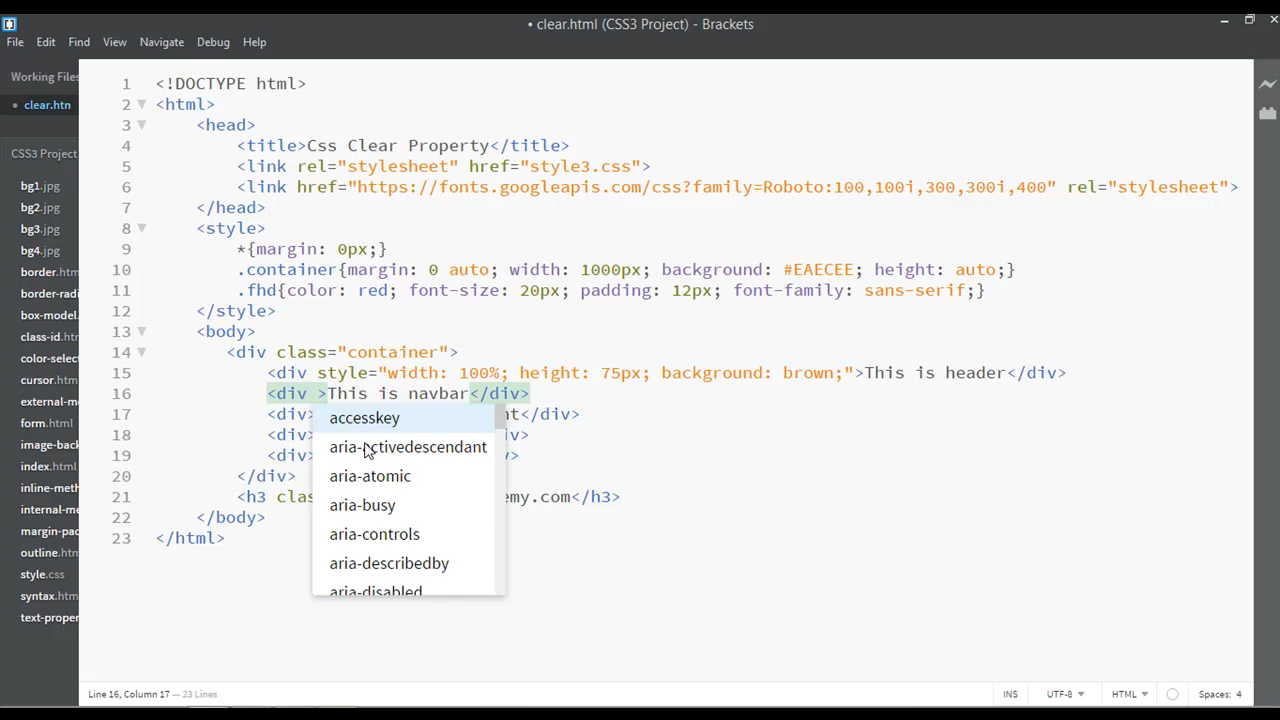 • clear.html (CSS3 Project) - Brackets
File Edit Find View Navigate Debug Help
Working Files
• clear.htn
CSS3 Project
bg1.jpg
bg2.jpg
bg3.jpg
bg4.jpg
border.htm
border-radi
box-model.
class-id.htm
color-select
cursor.htm
external-m
form.html
image-back
index.html
inline-meth
internal-me
margin-pac
outline.htm
style.css
syntax.htm
text-proper
1 <!DOCTYPE html>
2 <html>
3 <head>
4 <title>Css Clear Property</title>
5 <link rel="stylesheet" href="style3.css">
6 <link href="https://fonts.googleapis.com/css?family=Roboto:100,100i,300,300i,400" rel="stylesheet">
7 </head>
8 <style>
9 *{margin: 0px;}
10 .container{margin: 0 auto; width: 1000px; background: #EAECEE; height: auto;}
11 .fhd{color: red; font-size: 20px; padding: 12px; font-family: sans-serif;}
12 </style>
13 <body>
14 <div class="container">
15 <div style="width: 100%; height: 75px; background: brown;">This is header</div>
16 <div >This is navbar</div>
17 <div> nt</div>
18 <div> v>
19 <div> >
20 </div>
21 <h3 clas emy.com</h3>
22 </body>
23 </html>
accesskey
aria-activedescendant
aria-atomic
aria-busy
aria-controls
aria-describedby
aria-disabled
Line 16, Column 17 — 23 Lines
INS UTF-8 HTML Spaces: 4